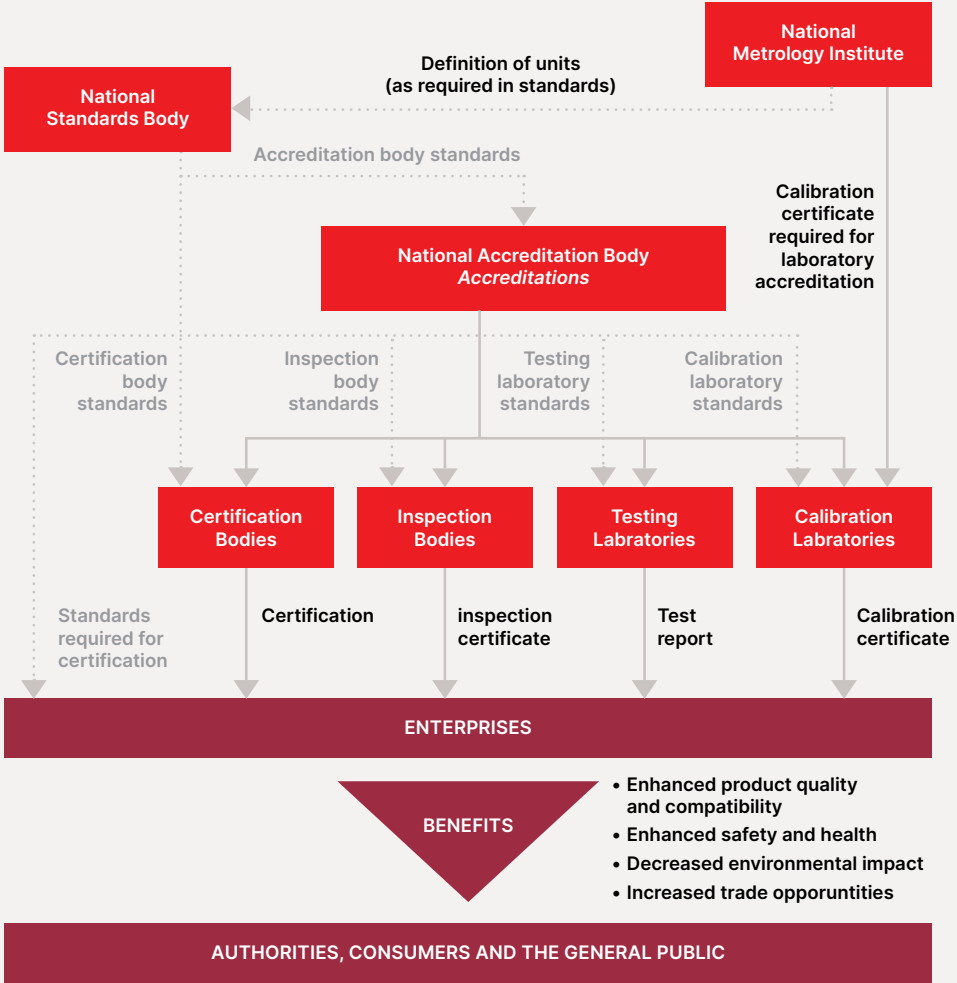 National
Metrology Institute
Definition of units
(as required in standards)
National
Standards Body
Accreditation body standards
Calibration
certificate
required for
laboratory
accreditation
National Accreditation Body
Accreditations
Certification
body
standards
Inspection
body
standards
Testing
laboratory
standards
Calibration
laboratory
standards
Certification
Bodies
Inspection
Bodies
Testing
Labratories
Calibration
Labratories
Standards
required for
certification
Certification
inspection
certificate
Test
report
Calibration
certificate
ENTERPRISES
BENEFITS
• Enhanced product quality
and compatibility
• Enhanced safety and health
• Decreased environmental impact
• Increased trade opporuntities
AUTHORITIES, CONSUMERS AND THE GENERAL PUBLIC